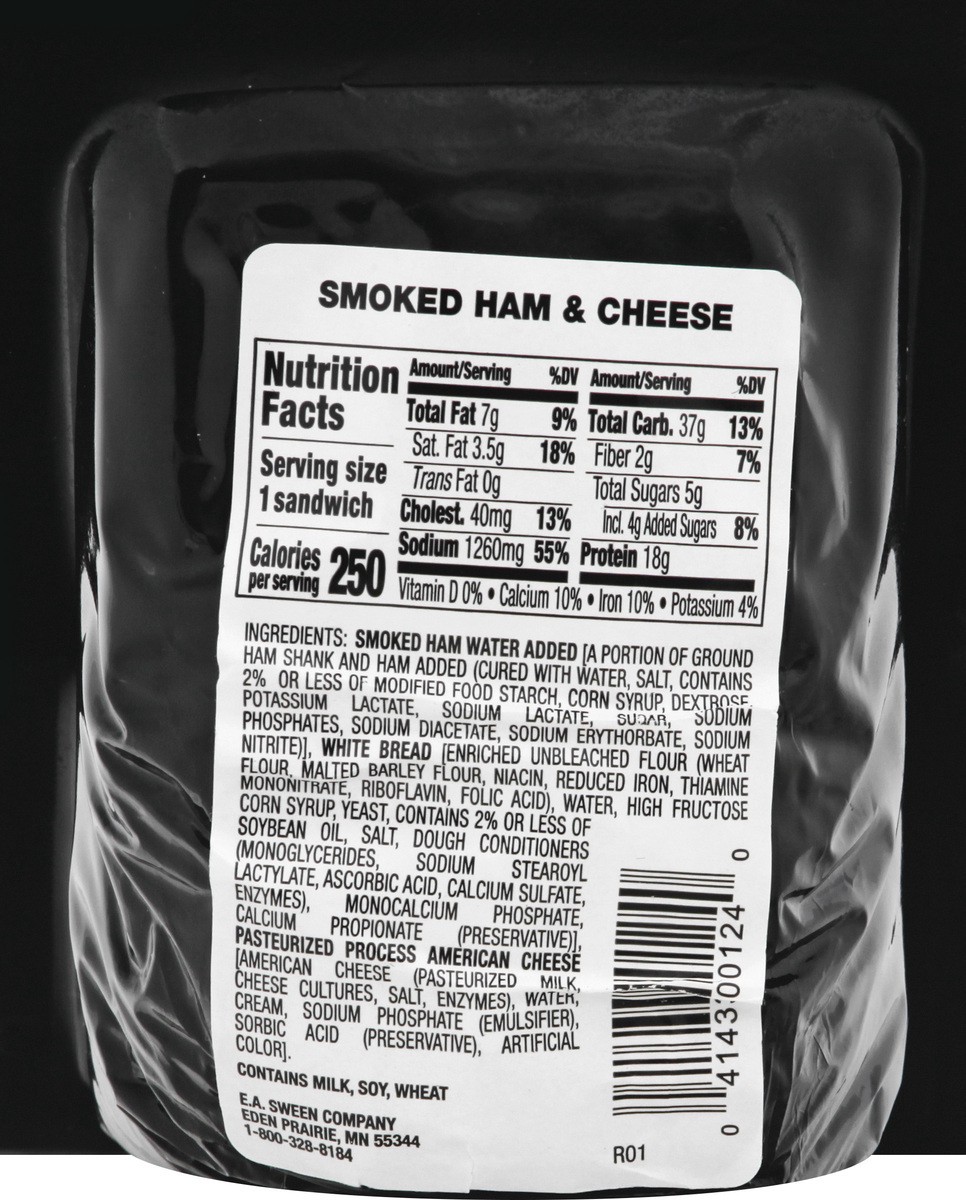 SMOKED HAM & CHEESE
Nutrition
Facts
Serving size
1 sandwich
Calories
per serving 250
Amount/Serving %DV
Total Fat 7g 9%
Sat. Fat 3.5g 18%
Trans Fat 0g
Cholest. 40mg 13%
Sodium 1260mg 55%
Amount/Serving %DV
Total Carb. 37g 13%
Fiber 2g 7%
Total Sugars 5g
Incl. 4g Added Sugars 8%
Protein 18g
Vitamin D 0% • Calcium 10% • Iron 10% • Potassium 4%
INGREDIENTS: SMOKED HAM WATER ADDED [A PORTION OF GROUND
HAM SHANK AND HAM ADDED (CURED WITH WATER, SALT, CONTAINS
2% OR LESS OF MODIFIED FOOD STARCH, CORN SYRUP, DEXTROSE,
POTASSIUM LACTATE, SODIUM LACTATE, SUGAR, SODIUM
PHOSPHATES, SODIUM DIACETATE, SODIUM ERYTHORBATE, SODIUM
NITRITE)], WHITE BREAD [ENRICHED UNBLEACHED FLOUR (WHEAT
FLOUR, MALTED BARLEY FLOUR, NIACIN, REDUCED IRON, THIAMINE
MONONITRATE, RIBOFLAVIN, FOLIC ACID), WATER, HIGH FRUCTOSE
CORN SYRUP, YEAST, CONTAINS 2% OR LESS OF
SOYBEAN OIL, SALT, DOUGH CONDITIONERS
(MONOGLYCERIDES, SODIUM STEAROYL
LACTYLATE, ASCORBIC ACID, CALCIUM SULFATE,
ENZYMES), MONOCALCIUM PHOSPHATE,
CALCIUM PROPIONATE (PRESERVATIVE)],
PASTEURIZED PROCESS AMERICAN CHEESE
[AMERICAN CHEESE (PASTEURIZED MILK,
CHEESE CULTURES, SALT, ENZYMES), WATER,
CREAM, SODIUM PHOSPHATE (EMULSIFIER),
SORBIC ACID (PRESERVATIVE), ARTIFICIAL
COLOR].
CONTAINS MILK, SOY, WHEAT
E.A. SWEEN COMPANY
EDEN PRAIRIE, MN 55344
1-800-328-8184
R01
0 41431 00124 0